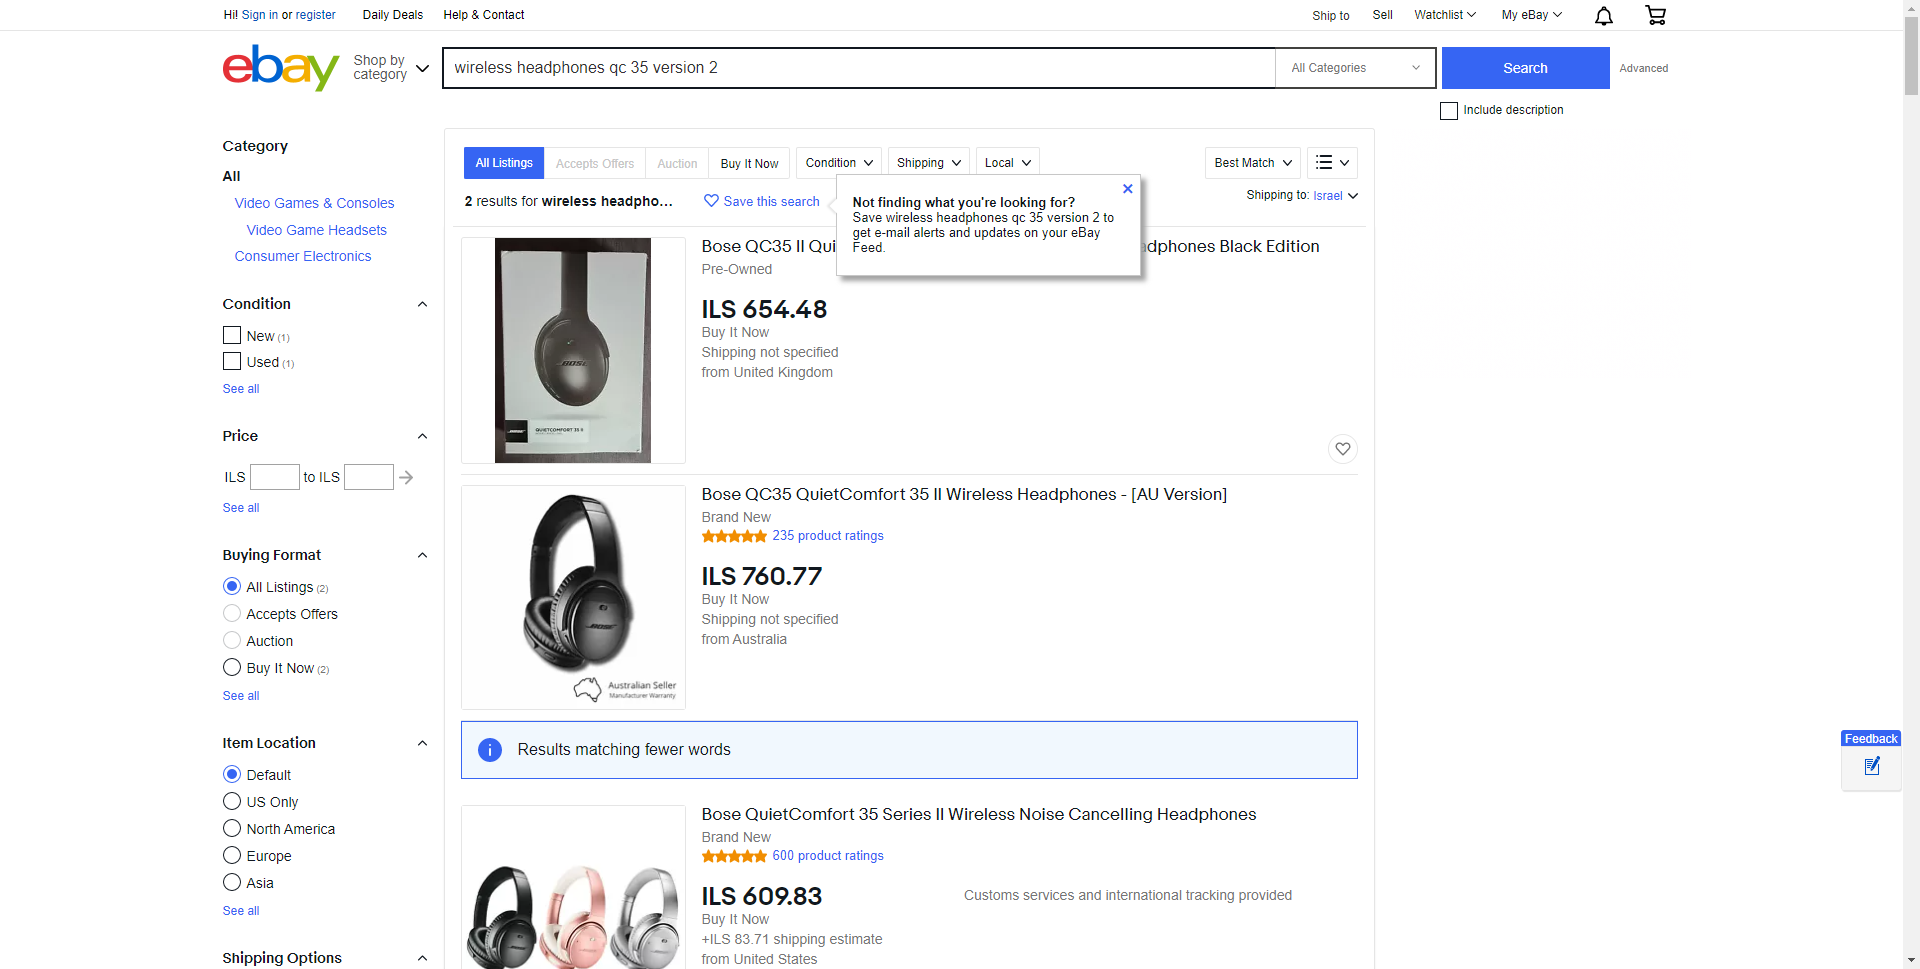 Hi! Sign in or register
Daily Deals
Help & Contact
Ship to
Sell
Watchlist
My eBay
ebay
Shop by
category
wireless headphones qc 35 version 2
All Categories
Search
Advanced
Include description
Category
All
Video Games & Consoles
Video Game Headsets
Consumer Electronics
Condition
New (1)
Used (1)
See all
Price
ILS
to ILS
See all
Buying Format
All Listings (2)
Accepts Offers
Auction
Buy It Now (2)
See all
Item Location
Default
US Only
North America
Europe
Asia
See all
Shipping Options
All Listings
Accepts Offers
Auction
Buy It Now
Condition
Shipping
Local
Best Match
2 results for wireless headpho...
Save this search
Shipping to: Israel
Not finding what you're looking for?
Save wireless headphones qc 35 version 2 to
get e-mail alerts and updates on your eBay
Feed.
Bose QC35 II Qui
dphones Black Edition
Pre-Owned
ILS 654.48
Buy It Now
Shipping not specified
from United Kingdom
BOSE
QUIETCOMFORT 35 II
Bose QC35 QuietComfort 35 II Wireless Headphones - [AU Version]
Brand New
235 product ratings
ILS 760.77
Buy It Now
Shipping not specified
from Australia
BOSE
Australian Seller
Manufacturer Warranty
i
Results matching fewer words
Bose QuietComfort 35 Series II Wireless Noise Cancelling Headphones
Brand New
600 product ratings
ILS 609.83
Buy It Now
+ILS 83.71 shipping estimate
from United States
Customs services and international tracking provided
Feedback